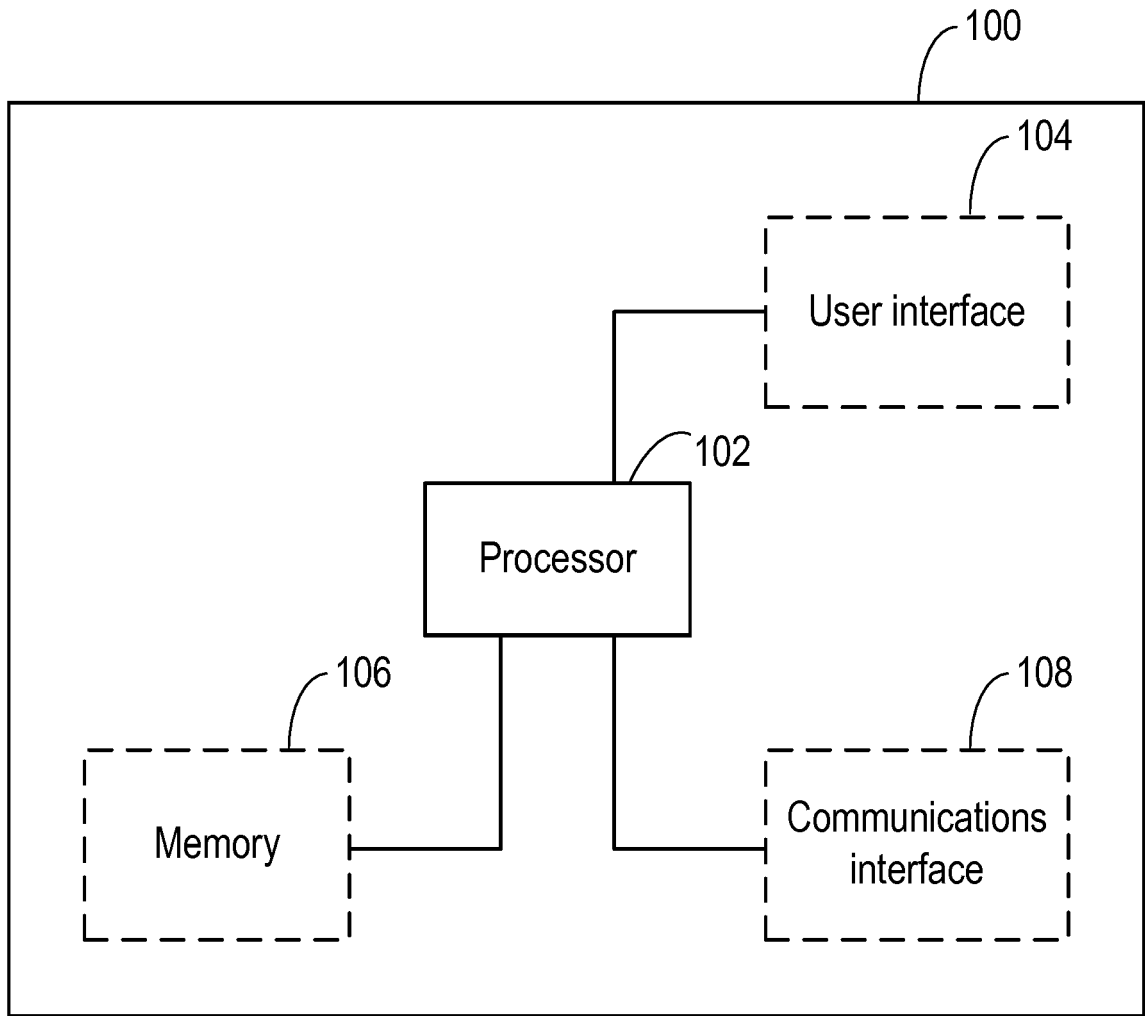 100
104
User interface
102
Processor
106
108
Memory
Communications
interface